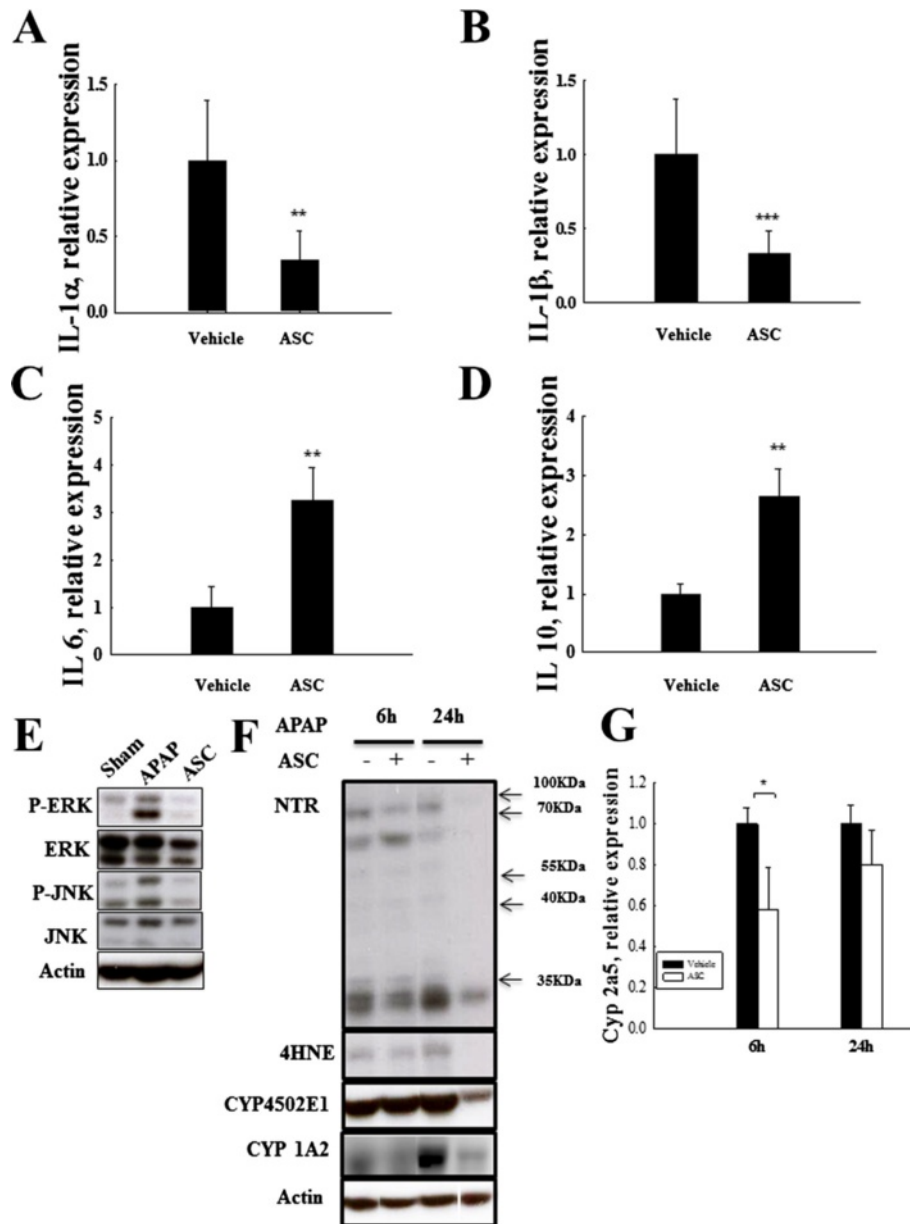 A
IL-1α, relative expression
1.5
1.0
0.5
0.0
**
Vehicle ASC
B
IL-1β, relative expression
1.5
1.0
0.5
0.0
***
Vehicle ASC
C
IL 6, relative expression
5
4
3
2
1
0
**
Vehicle ASC
D
IL 10, relative expression
4
3
2
1
0
**
Vehicle ASC
E
Sham APAP ASC
P-ERK
ERK
P-JNK
JNK
Actin
F
APAP 6h 24h
ASC - + - +
NTR
100KDa
70KDa
55KDa
40KDa
35KDa
4HNE
CYP4502E1
CYP 1A2
Actin
G
Cyp 2a5, relative expression
1.2
1.0
0.8
0.6
0.4
0.2
0.0
*
Vehicle
ASC
6h 24h